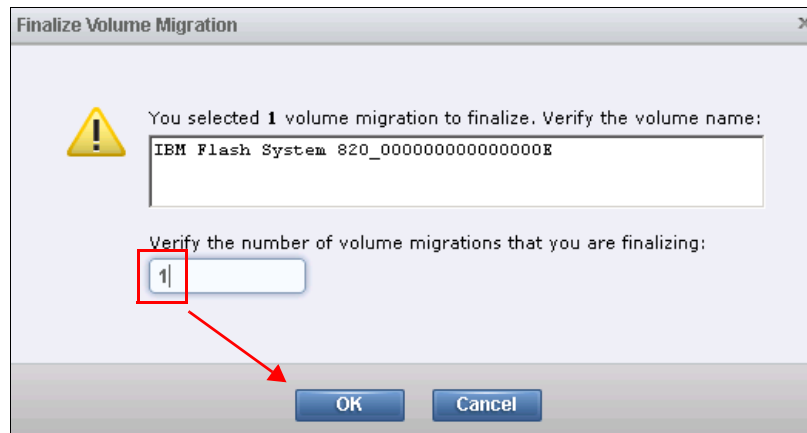 Finalize Volume Migration
You selected 1 volume migration to finalize. Verify the volume name:
IBM Flash System 820_000000000000000E
Verify the number of volume migrations that you are finalizing:
1
OK Cancel